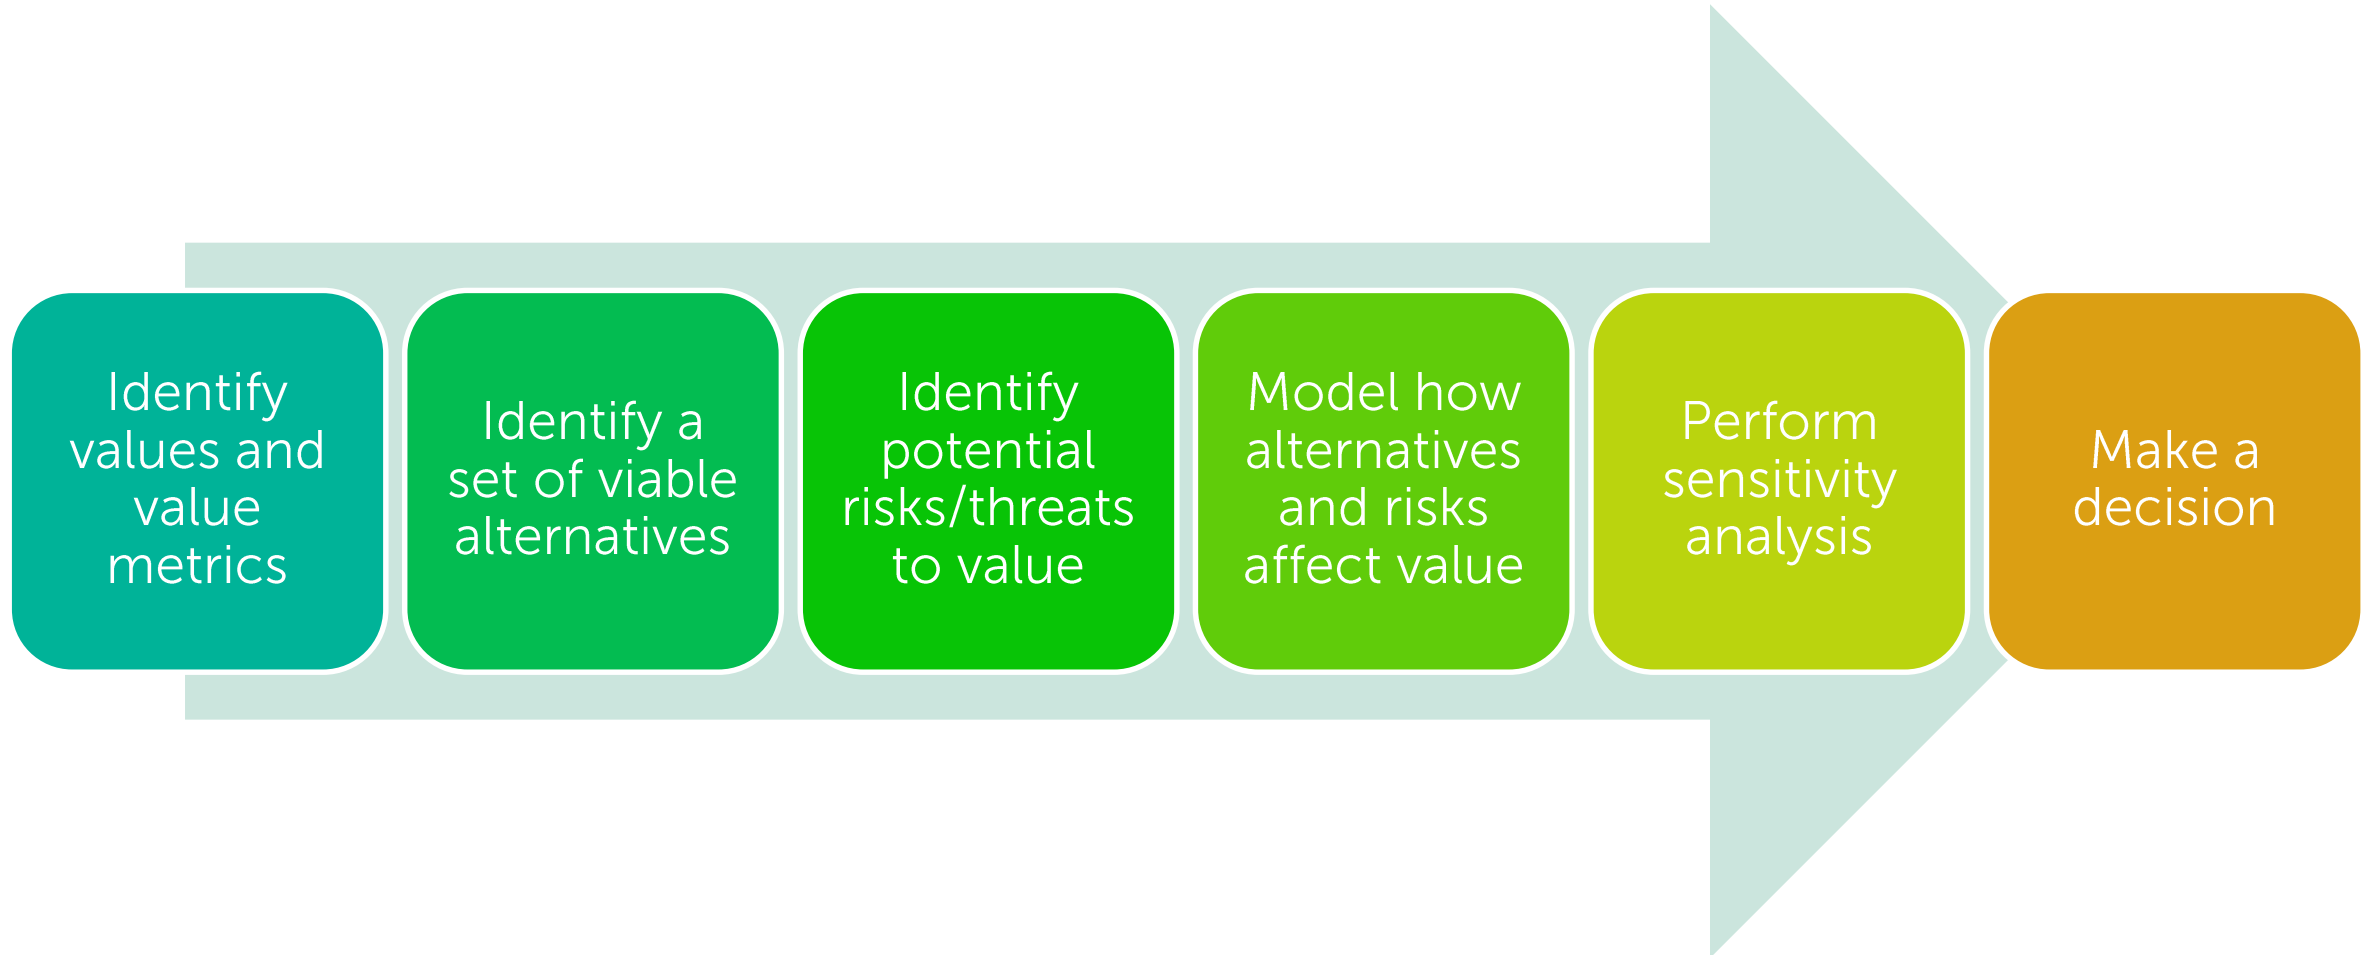 Identify
values and
value
metrics
Identify a
set of viable
alternatives
Identify
potential
risks/threats
to value
Model how
alternatives
and risks
affect value
Perform
sensitivity
analysis
Make a
decision